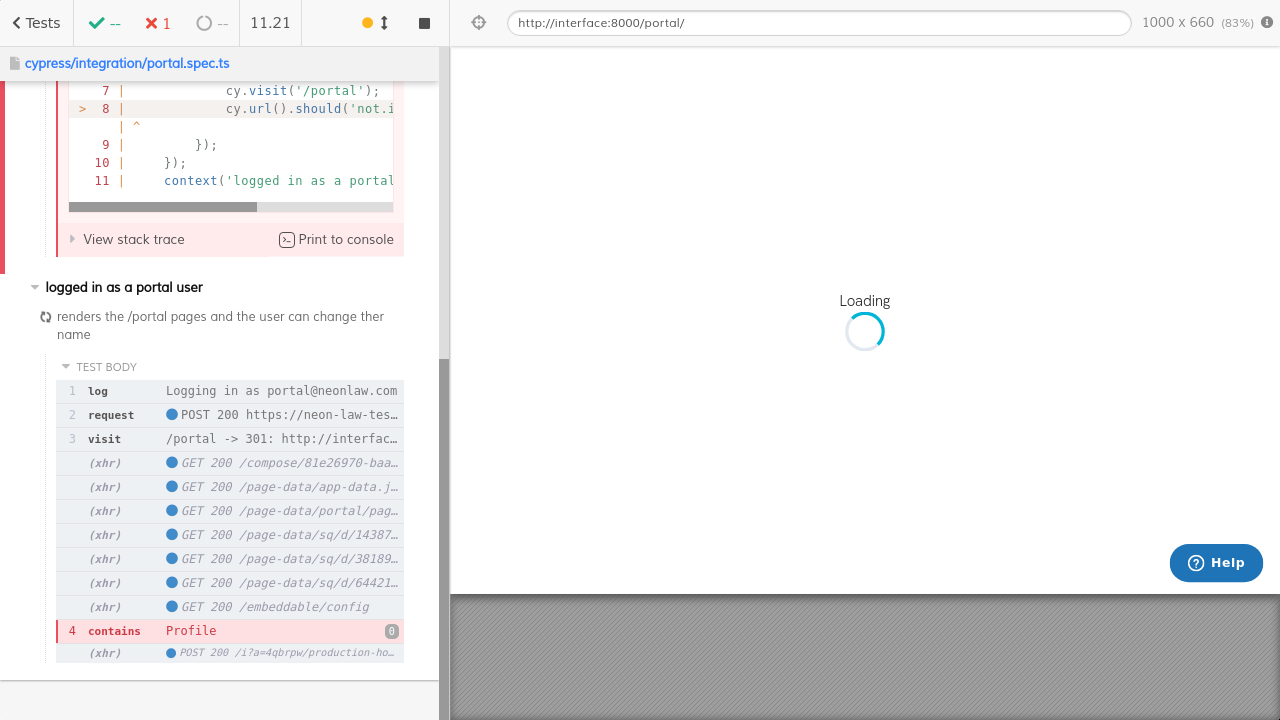 Tests -- 1 -- 11.21
http://interface:8000/portal/ 1000 x 660 (83%)
cypress/integration/portal.spec.ts
7 | cy.visit('/portal');
> 8 | cy.url().should('not.i
| ^
9 | });
10 | });
11 | context('logged in as a portal
View stack trace Print to console
logged in as a portal user
renders the /portal pages and the user can change ther
name
TEST BODY
1 log Logging in as portal@neonlaw.com
2 request POST 200 https://neon-law-tes…
3 visit /portal -> 301: http://interfac…
(xhr) GET 200 /compose/81e26970-baa…
(xhr) GET 200 /page-data/app-data.j…
(xhr) GET 200 /page-data/portal/pag…
(xhr) GET 200 /page-data/sq/d/14387…
(xhr) GET 200 /page-data/sq/d/38189…
(xhr) GET 200 /page-data/sq/d/64421…
(xhr) GET 200 /embeddable/config
4 contains Profile 0
(xhr) POST 200 /i?a=4qbrpw/production-ho…
Loading
Help